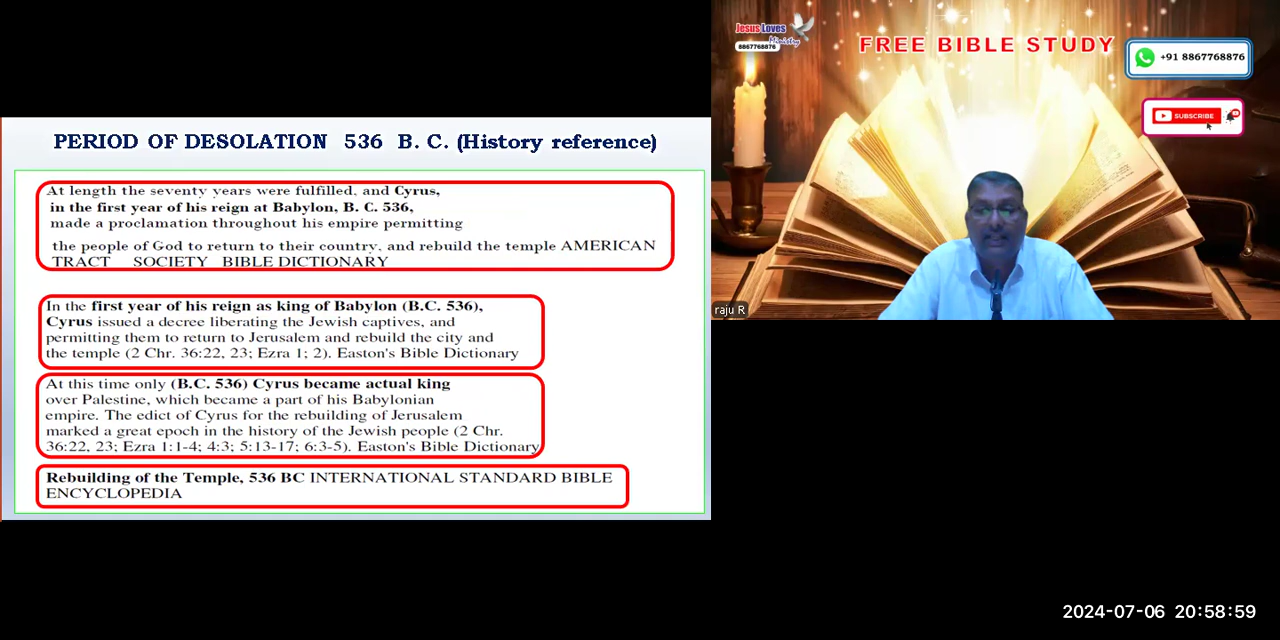 PERIOD OF DESOLATION 536 B. C. (History reference)
At length the seventy years were fulfilled, and Cyrus,
in the first year of his reign at Babylon, B. C. 536,
made a proclamation throughout his empire permitting
the people of God to return to their country, and rebuild the temple AMERICAN
TRACT SOCIETY BIBLE DICTIONARY
In the first year of his reign as king of Babylon (B.C. 536),
Cyrus issued a decree liberating the Jewish captives, and
permitting them to return to Jerusalem and rebuild the city and
the temple (2 Chr. 36:22, 23; Ezra 1; 2). Easton's Bible Dictionary
At this time only (B.C. 536) Cyrus became actual king
over Palestine, which became a part of his Babylonian
empire. The edict of Cyrus for the rebuilding of Jerusalem
marked a great epoch in the history of the Jewish people (2 Chr.
36:22, 23; Ezra 1:1-4; 4:3; 5:13-17; 6:3-5). Easton's Bible Dictionary
Rebuilding of the Temple, 536 BC INTERNATIONAL STANDARD BIBLE
ENCYCLOPEDIA
Jesus Loves
Ministry
8867768876
FREE BIBLE STUDY
+91 8867768876
SUBSCRIBE
raju R
2024-07-06 20:58:59